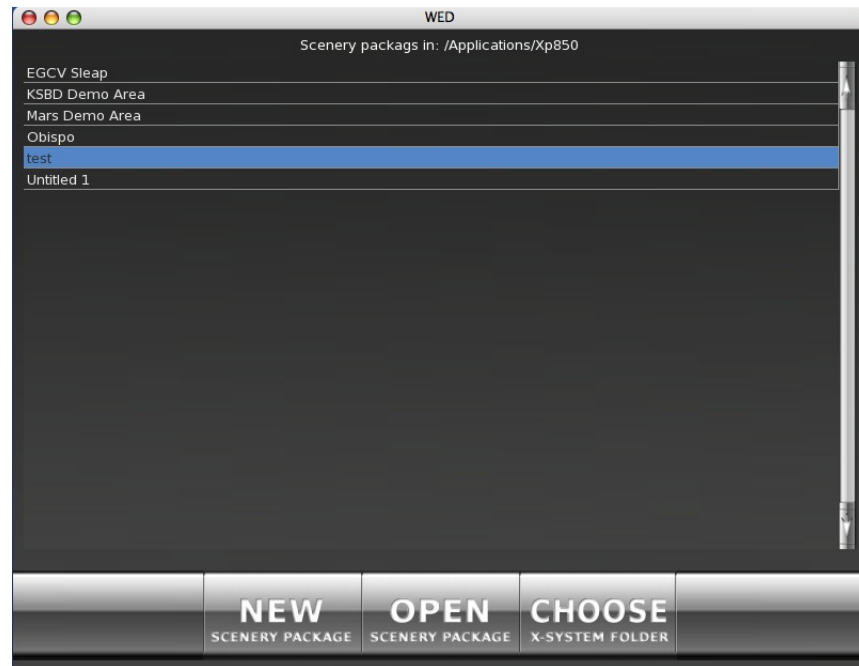 WED
Scenery packags in: /Applications/Xp850
EGCV Sleap
KSBD Demo Area
Mars Demo Area
Obispo
test
Untitled 1
NEW
SCENERY PACKAGE
OPEN
SCENERY PACKAGE
CHOOSE
X-SYSTEM FOLDER